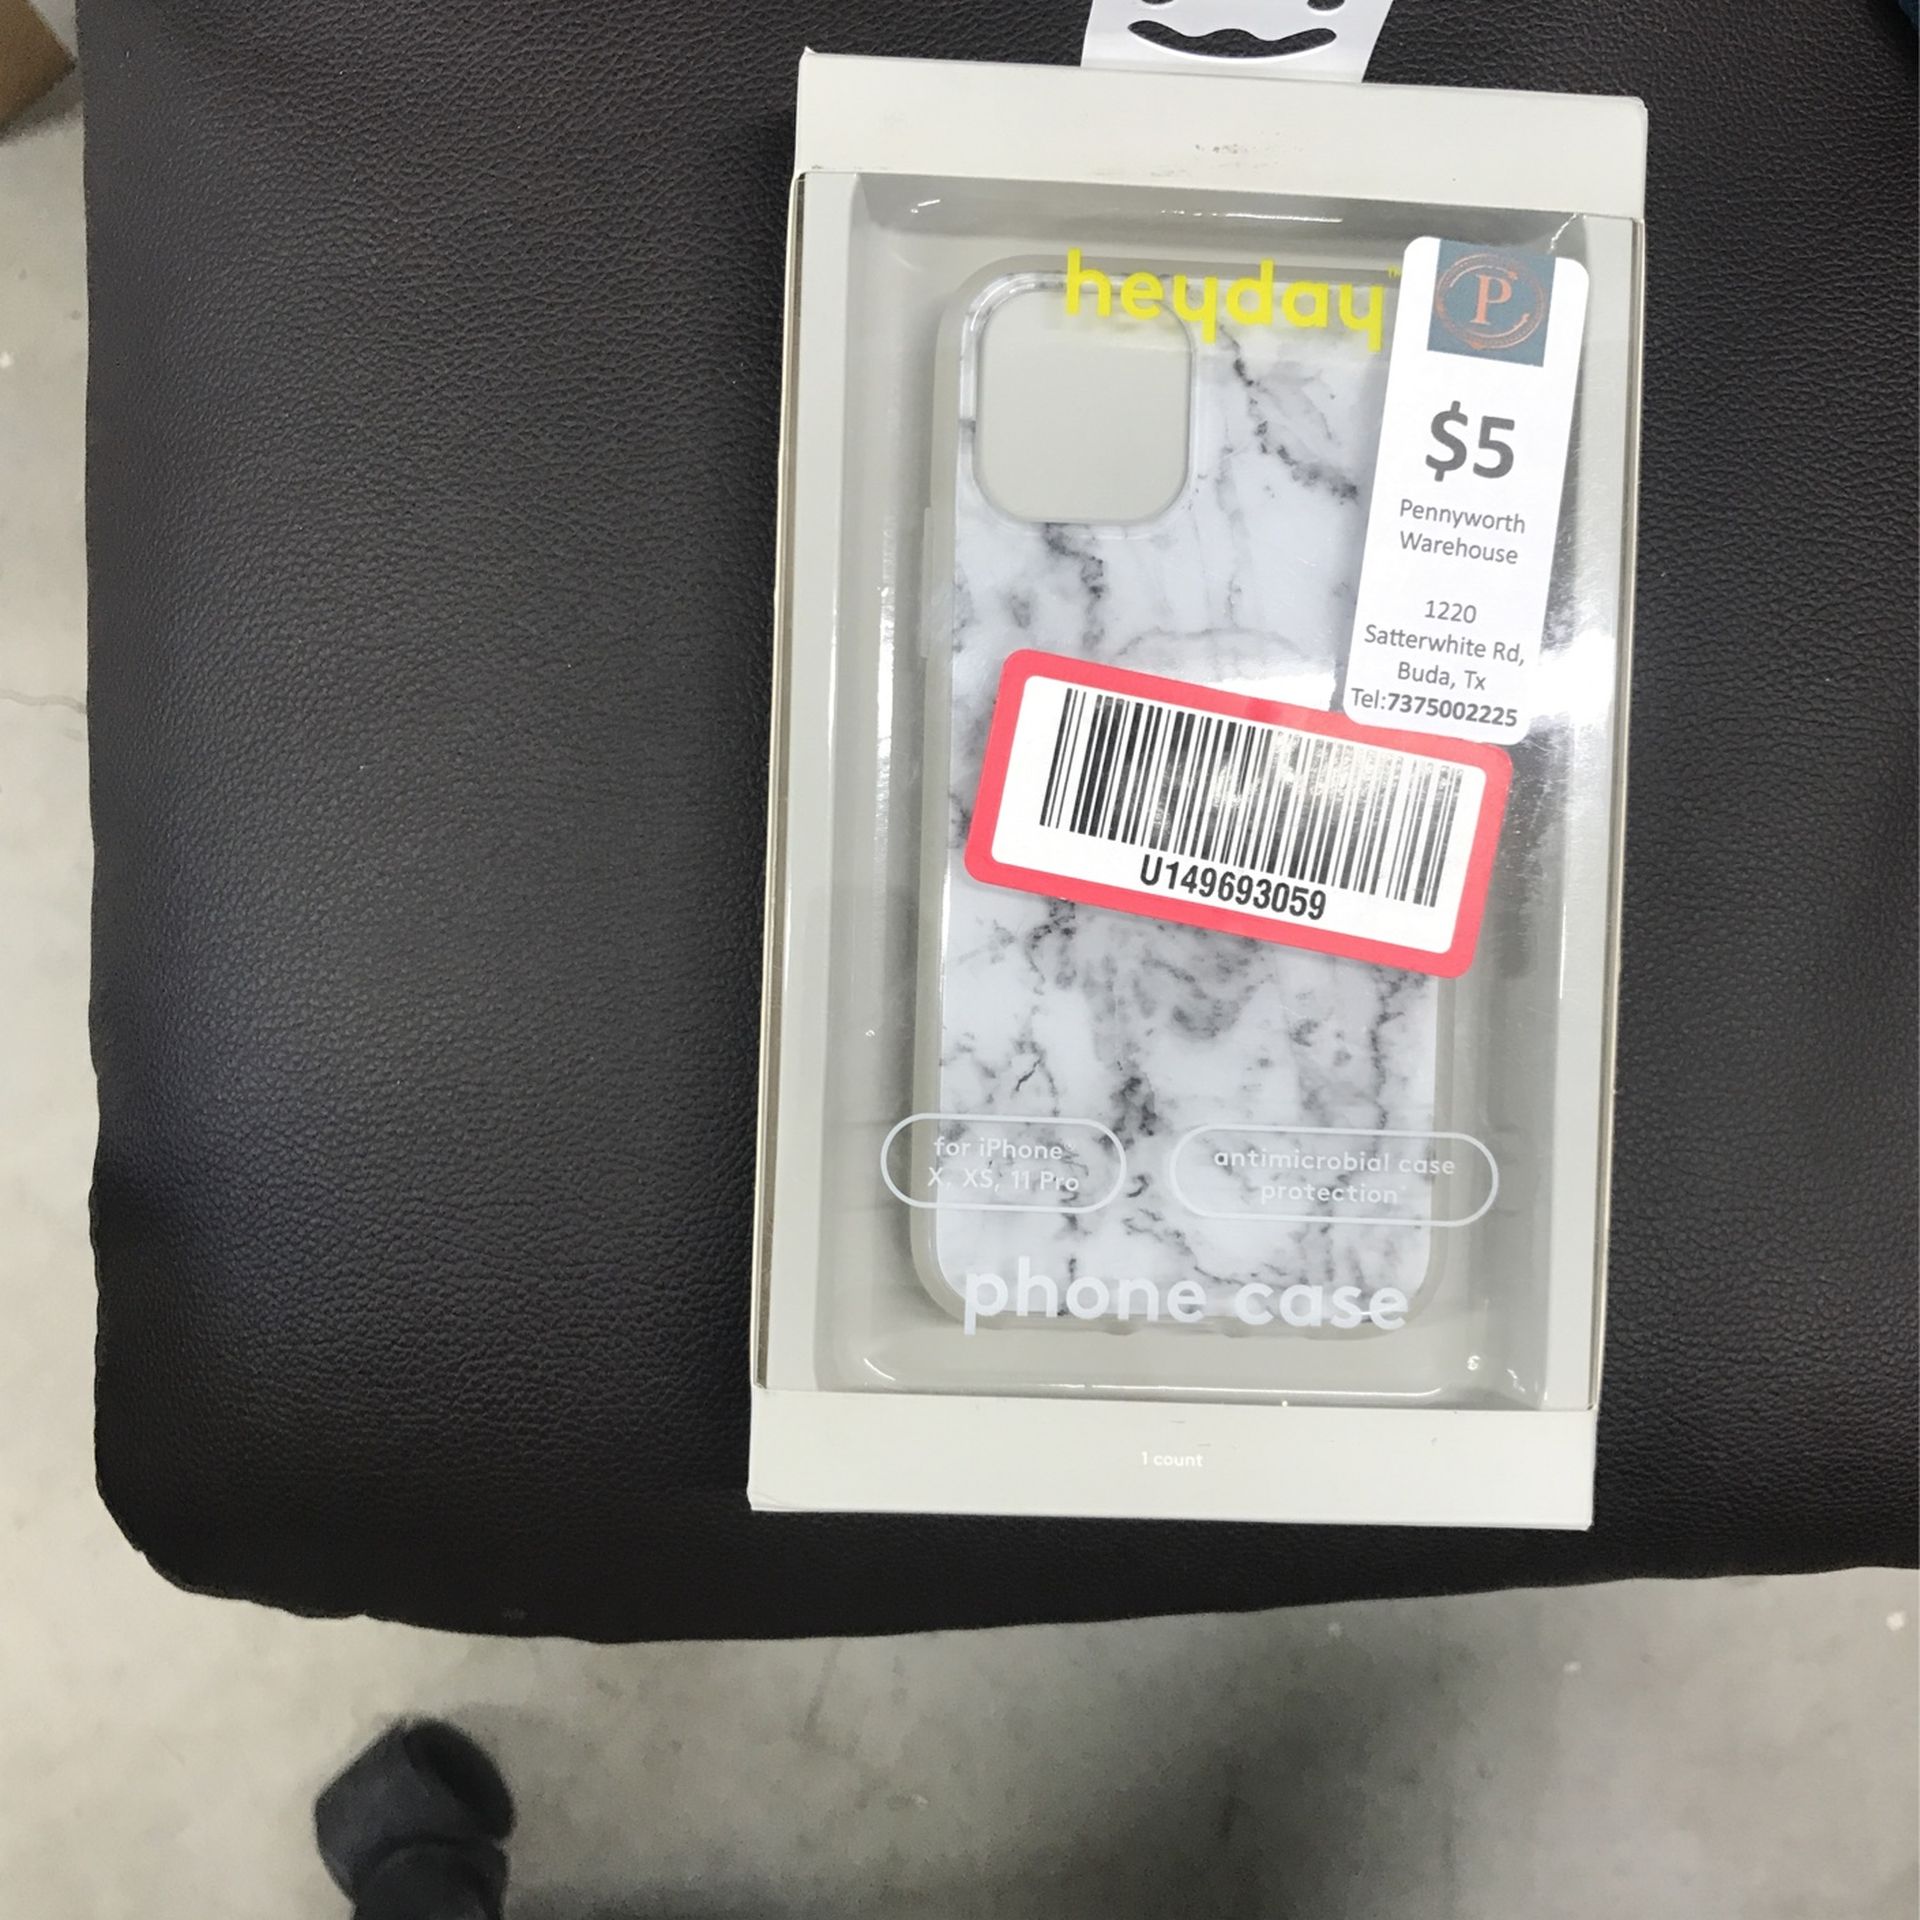 heyday™
P
$5
Pennyworth
Warehouse
1220
Satterwhite Rd,
Buda, Tx
Tel:7375002225
U149693059
for iPhone®
X, XS, 11 Pro
antimicrobial case
protection*
phone case
1 count